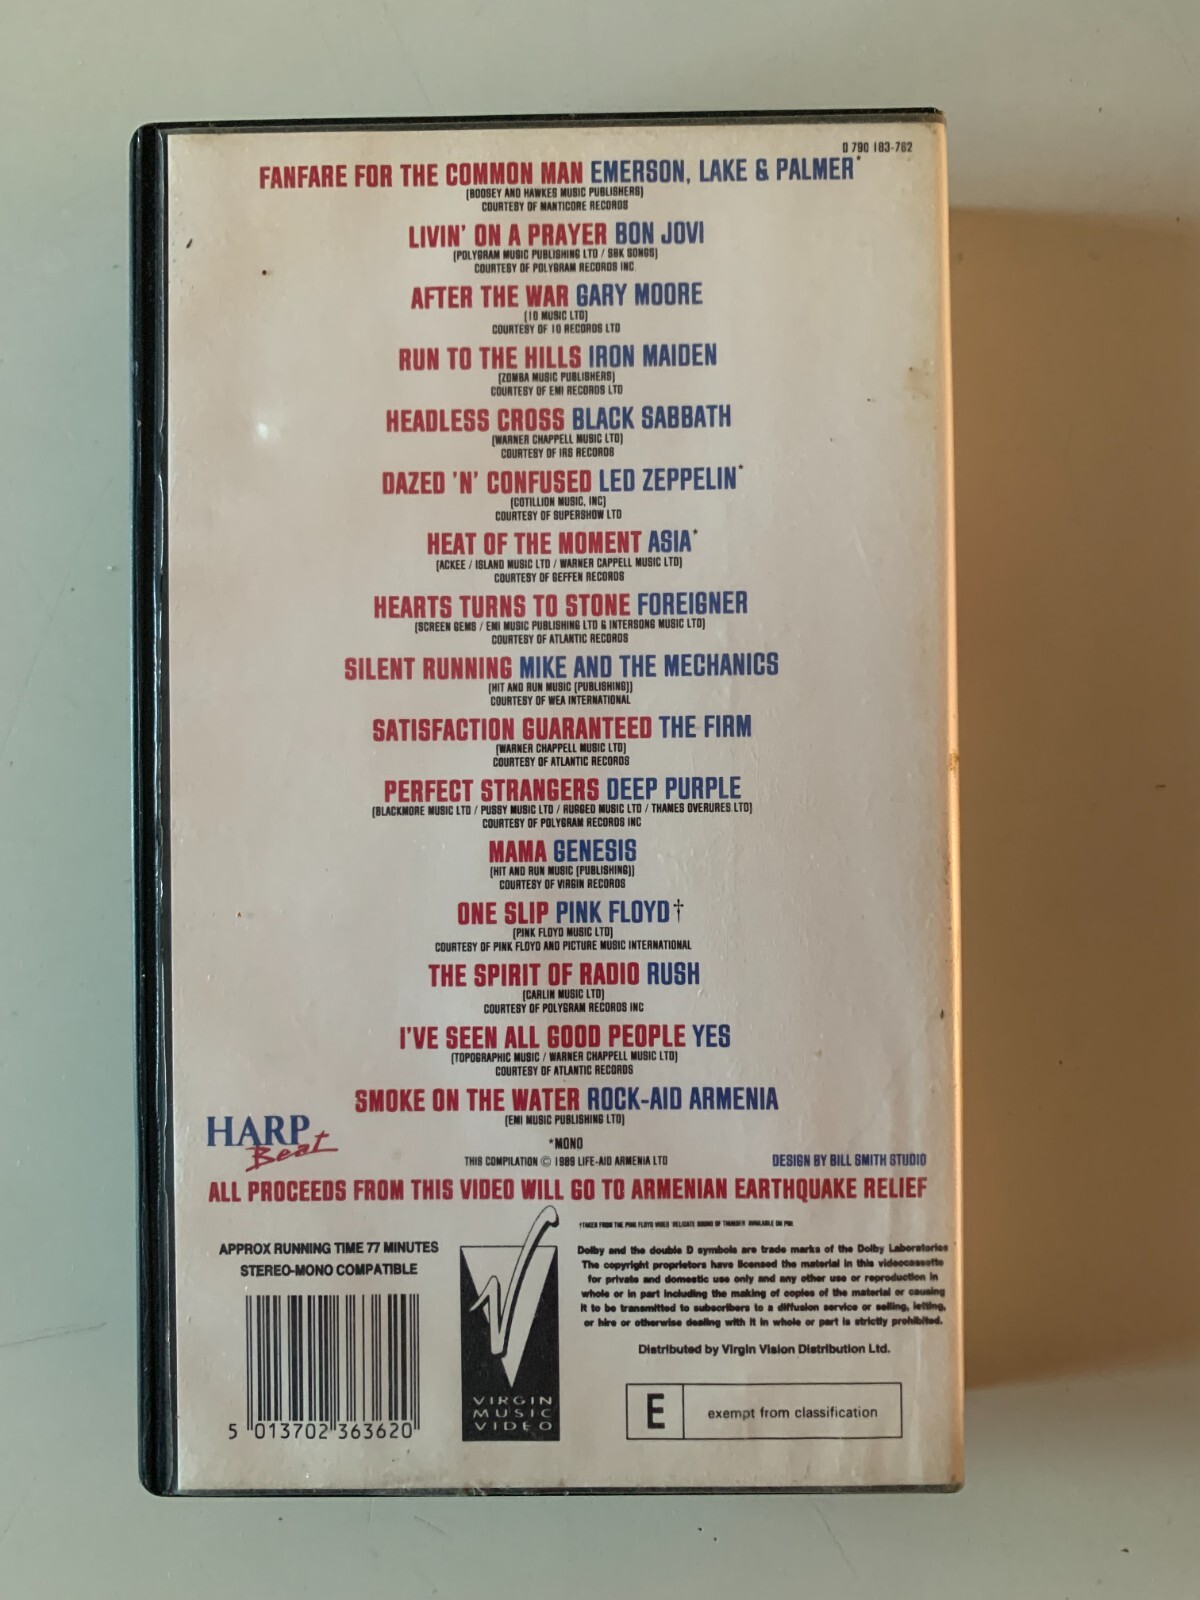 0 790 183-762
FANFARE FOR THE COMMON MAN EMERSON, LAKE & PALMER*
(BOOSEY AND HAWKES MUSIC PUBLISHERS)
COURTESY OF MANTICORE RECORDS
LIVIN' ON A PRAYER BON JOVI
(POLYGRAM MUSIC PUBLISHING LTD / SBK SONGS)
COURTESY OF POLYGRAM RECORDS INC
AFTER THE WAR GARY MOORE
(10 MUSIC LTD)
COURTESY OF 10 RECORDS LTD
RUN TO THE HILLS IRON MAIDEN
(ZOMBA MUSIC PUBLISHERS)
COURTESY OF EMI RECORDS LTD
HEADLESS CROSS BLACK SABBATH
(WARNER CHAPPELL MUSIC LTD)
COURTESY OF IRS RECORDS
DAZED 'N' CONFUSED LED ZEPPELIN*
(COTILLION MUSIC, INC)
COURTESY OF SUPERSHOW LTD
HEAT OF THE MOMENT ASIA*
(ACKEE / ISLAND MUSIC LTD / WARNER CAPPELL MUSIC LTD)
COURTESY OF GEFFEN RECORDS
HEARTS TURNS TO STONE FOREIGNER
(SCREEN GEMS / EMI MUSIC PUBLISHING LTD & INTERSONG MUSIC LTD)
COURTESY OF ATLANTIC RECORDS
SILENT RUNNING MIKE AND THE MECHANICS
(HIT AND RUN MUSIC (PUBLISHING))
COURTESY OF WEA INTERNATIONAL
SATISFACTION GUARANTEED THE FIRM
(WARNER CHAPPELL MUSIC LTD)
COURTESY OF ATLANTIC RECORDS
PERFECT STRANGERS DEEP PURPLE
(BLACKMORE MUSIC LTD / PUSSY MUSIC LTD / RUGGED MUSIC LTD / THAMES OVERURES LTD)
COURTESY OF POLYGRAM RECORDS INC
MAMA GENESIS
(HIT AND RUN MUSIC (PUBLISHING))
COURTESY OF VIRGIN RECORDS
ONE SLIP PINK FLOYD†
(PINK FLOYD MUSIC LTD)
COURTESY OF PINK FLOYD AND PICTURE MUSIC INTERNATIONAL
THE SPIRIT OF RADIO RUSH
(CARLIN MUSIC LTD)
COURTESY OF POLYGRAM RECORDS INC
I'VE SEEN ALL GOOD PEOPLE YES
(TOPOGRAPHIC MUSIC / WARNER CHAPPELL MUSIC LTD)
COURTESY OF ATLANTIC RECORDS
SMOKE ON THE WATER ROCK-AID ARMENIA
(EMI MUSIC PUBLISHING LTD)
HARP
Beat
*MONO
THIS COMPILATION © 1989 LIFE-AID ARMENIA LTD
DESIGN BY BILL SMITH STUDIO
ALL PROCEEDS FROM THIS VIDEO WILL GO TO ARMENIAN EARTHQUAKE RELIEF
†TAKEN FROM THE PINK FLOYD VIDEO 'DELICATE SOUND OF THUNDER' AVAILABLE ON PMI
APPROX RUNNING TIME 77 MINUTES
STEREO-MONO COMPATIBLE
5 013702 363620
V
VIRGIN
MUSIC
VIDEO
Dolby and the double D symbols are trade marks of the Dolby Laboratories
The copyright proprietors have licensed the material in this videocassette
for private and domestic use only and any other use or reproduction in
whole or in part including the making of copies of the material or causing
it to be transmitted to subscribers to a diffusion service or selling, letting,
or hire or otherwise dealing with it in whole or part is strictly prohibited.
Distributed by Virgin Vision Distribution Ltd.
E exempt from classification